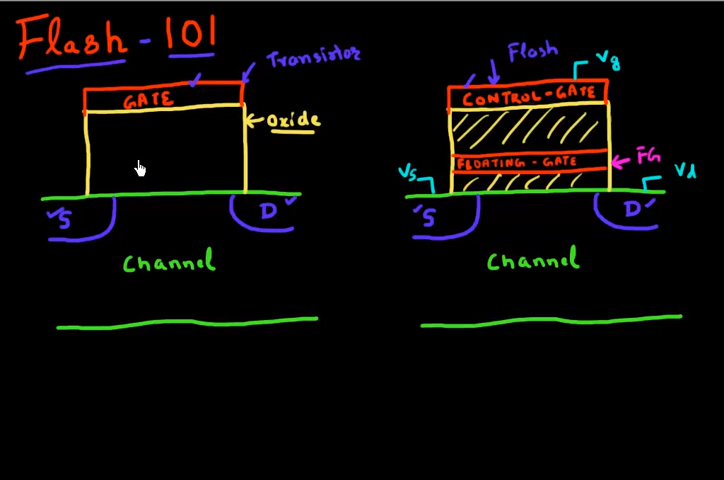 Flash - 101
Transistor
GATE
oxide
S
D
Channel
Flash
Vg
CONTROL-GATE
FLOATING-GATE
FG
Vs
Vd
S
D
Channel